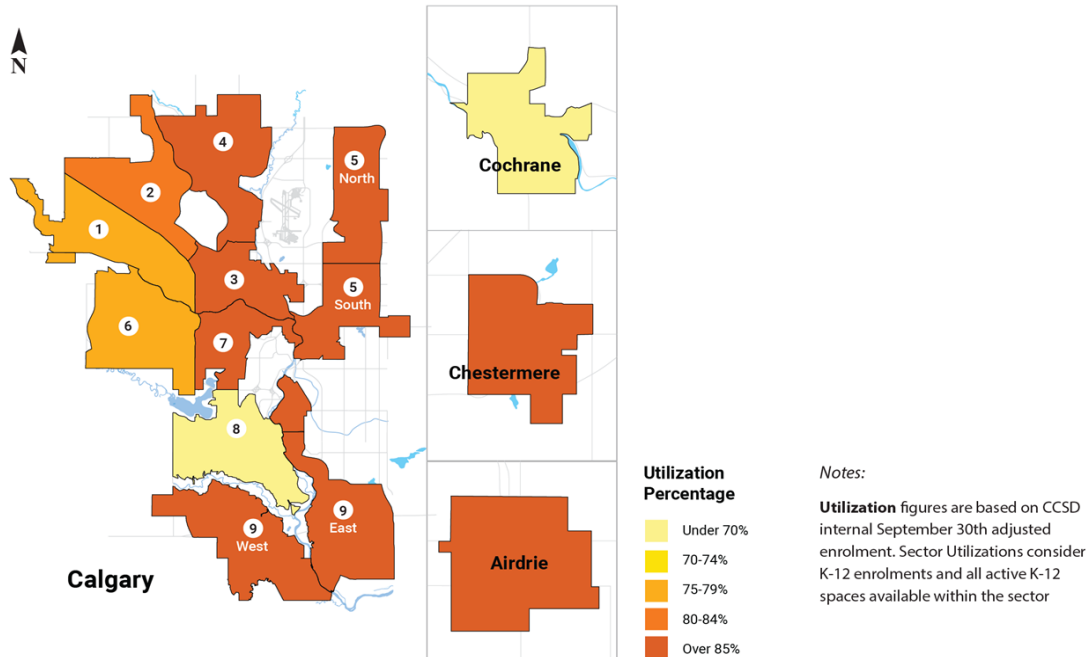 N
4
5
North
2
1
3
5
South
6
7
8
9
East
9
West
Calgary
Cochrane
Chestermere
Airdrie
Utilization
Percentage
Under 70%
70-74%
75-79%
80-84%
Over 85%
Notes:
Utilization figures are based on CCSD
internal September 30th adjusted
enrolment. Sector Utilizations consider
K-12 enrolments and all active K-12
spaces available within the sector